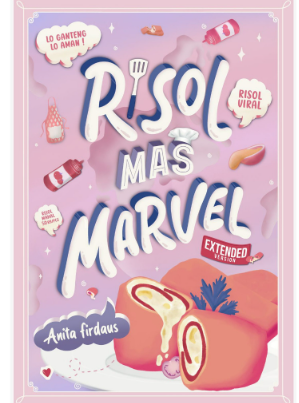 LO GANTENG
LO AMAN !
RISOL
VIRAL
RISOL
MAS
MARVEL
EXTENDED
VERSION
Anita firdaus